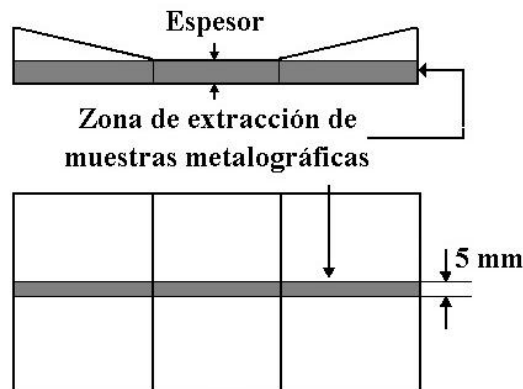 Espesor
Zona de extracción de
muestras metalográficas
5 mm